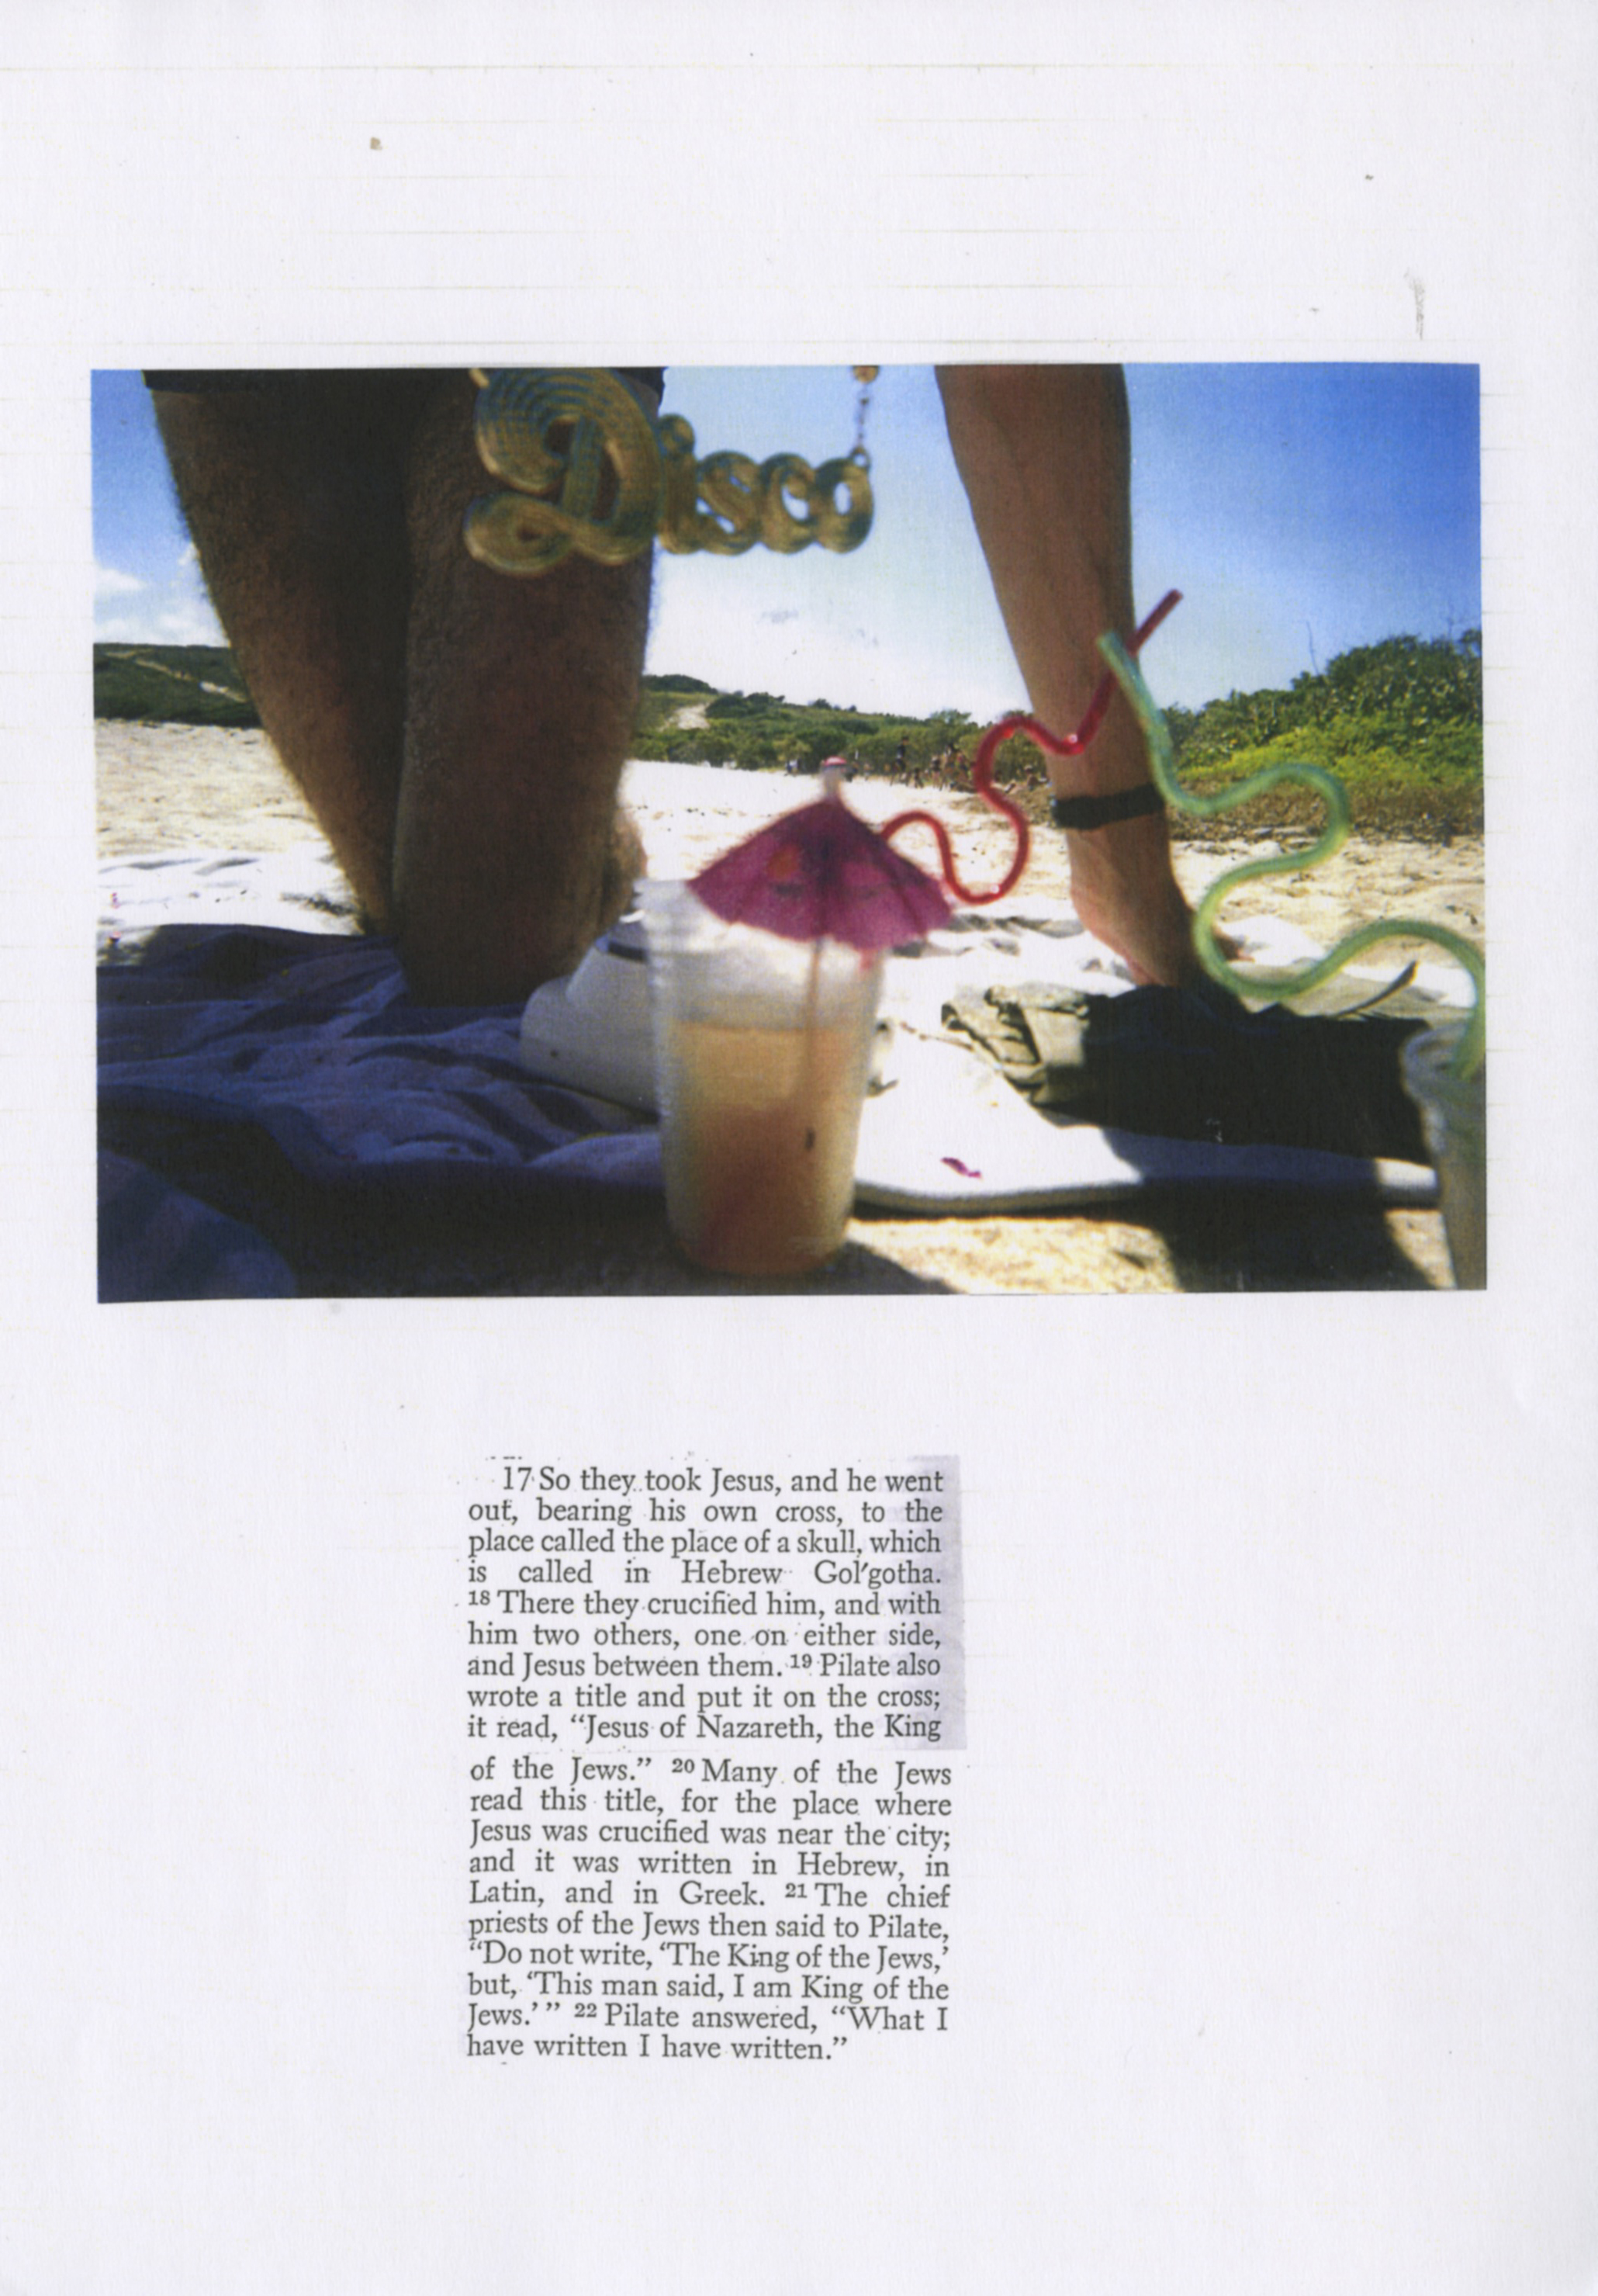 Disco
17 So they took Jesus, and he went
out, bearing his own cross, to the
place called the place of a skull, which
is called in Hebrew Gol′gotha.
18 There they crucified him, and with
him two others, one on either side,
and Jesus between them. 19 Pilate also
wrote a title and put it on the cross;
it read, “Jesus of Nazareth, the King
of the Jews.” 20 Many of the Jews
read this title, for the place where
Jesus was crucified was near the city;
and it was written in Hebrew, in
Latin, and in Greek. 21 The chief
priests of the Jews then said to Pilate,
“Do not write, ‘The King of the Jews,’
but, ‘This man said, I am King of the
Jews.’ ” 22 Pilate answered, “What I
have written I have written.”